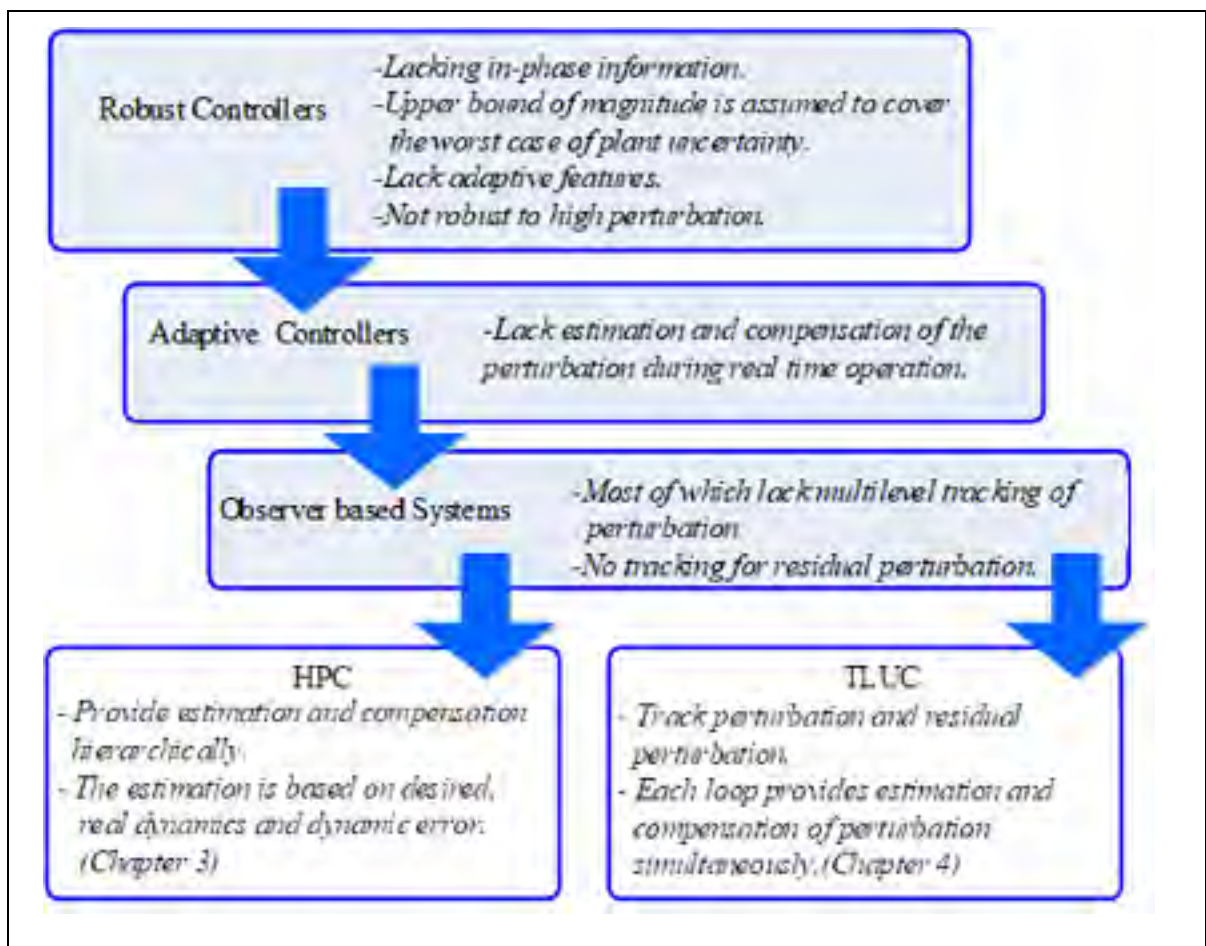 Robust Controllers
-Lacking in-phase information.
-Upper bound of magnitude is assumed to cover
the worst case of plant uncertainty.
-Lack adaptive features.
-Not robust to high perturbation.
Adaptive Controllers
-Lack estimation and compensation of the
perturbation during real time operation.
Observer based Systems
-Most of which lack multilevel tracking of
perturbation
-No tracking for residual perturbation.
HPC
- Provide estimation and compensation
hierarchically.
- The estimation is based on desired,
real dynamics and dynamic error.
(Chapter 3)
TLUC
- Track perturbation and residual
perturbation.
- Each loop provides estimation and
compensation of perturbation
simultaneously.(Chapter 4)